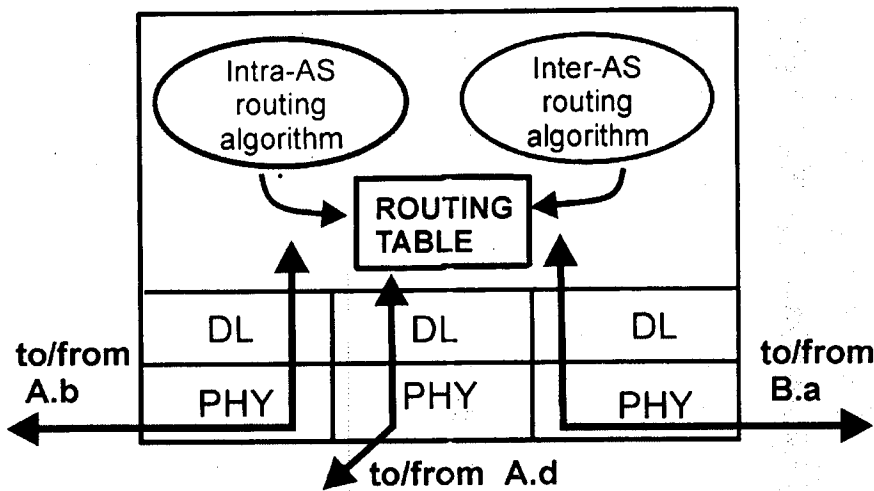 Intra-AS
routing
algorithm
Inter-AS
routing
algorithm
ROUTING
TABLE
DL
DL
DL
to/from
A.b
to/from
B.a
PHY
PHY
PHY
to/from A.d